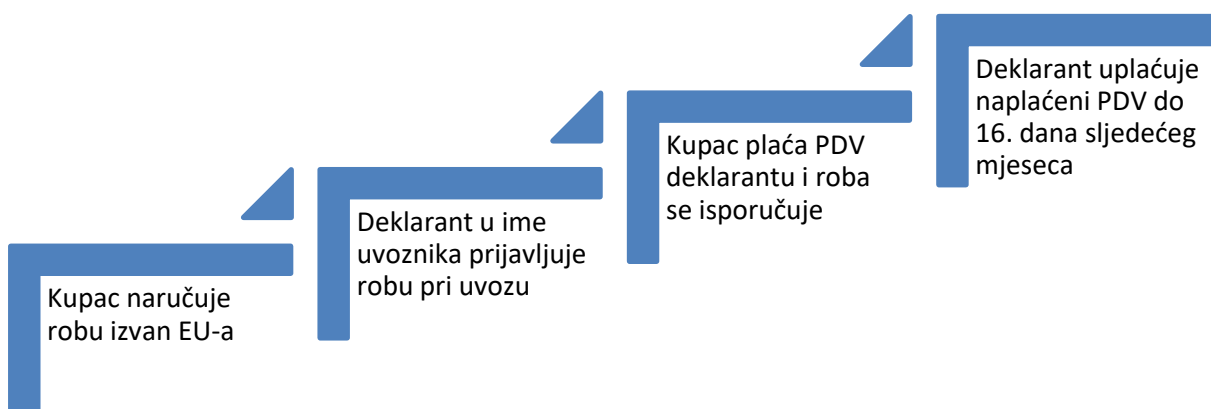 Kupac naručuje
robu izvan EU-a
Deklarant u ime
uvoznika prijavljuje
robu pri uvozu
Kupac plaća PDV
deklarantu i roba
se isporučuje
Deklarant uplaćuje
naplaćeni PDV do
16. dana sljedećeg
mjeseca